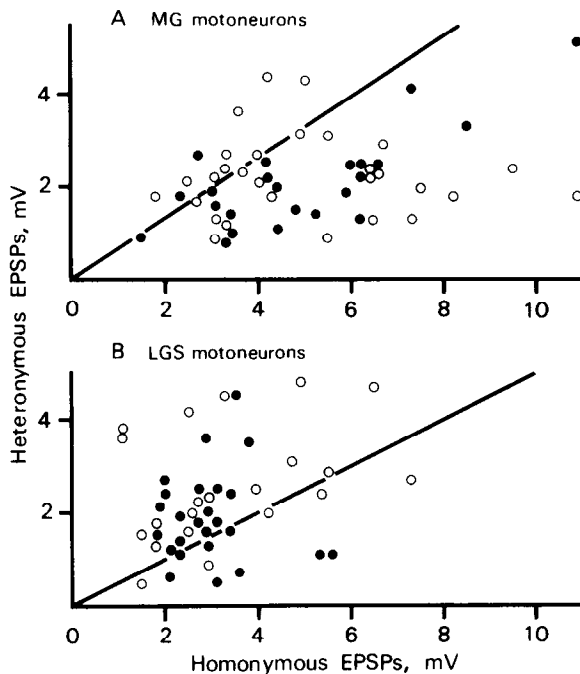 A MG motoneurons
4
2
0 2 4 6 8 10
B LGS motoneurons
4
2
0 2 4 6 8 10
Heteronymous EPSPs, mV
Homonymous EPSPs, mV